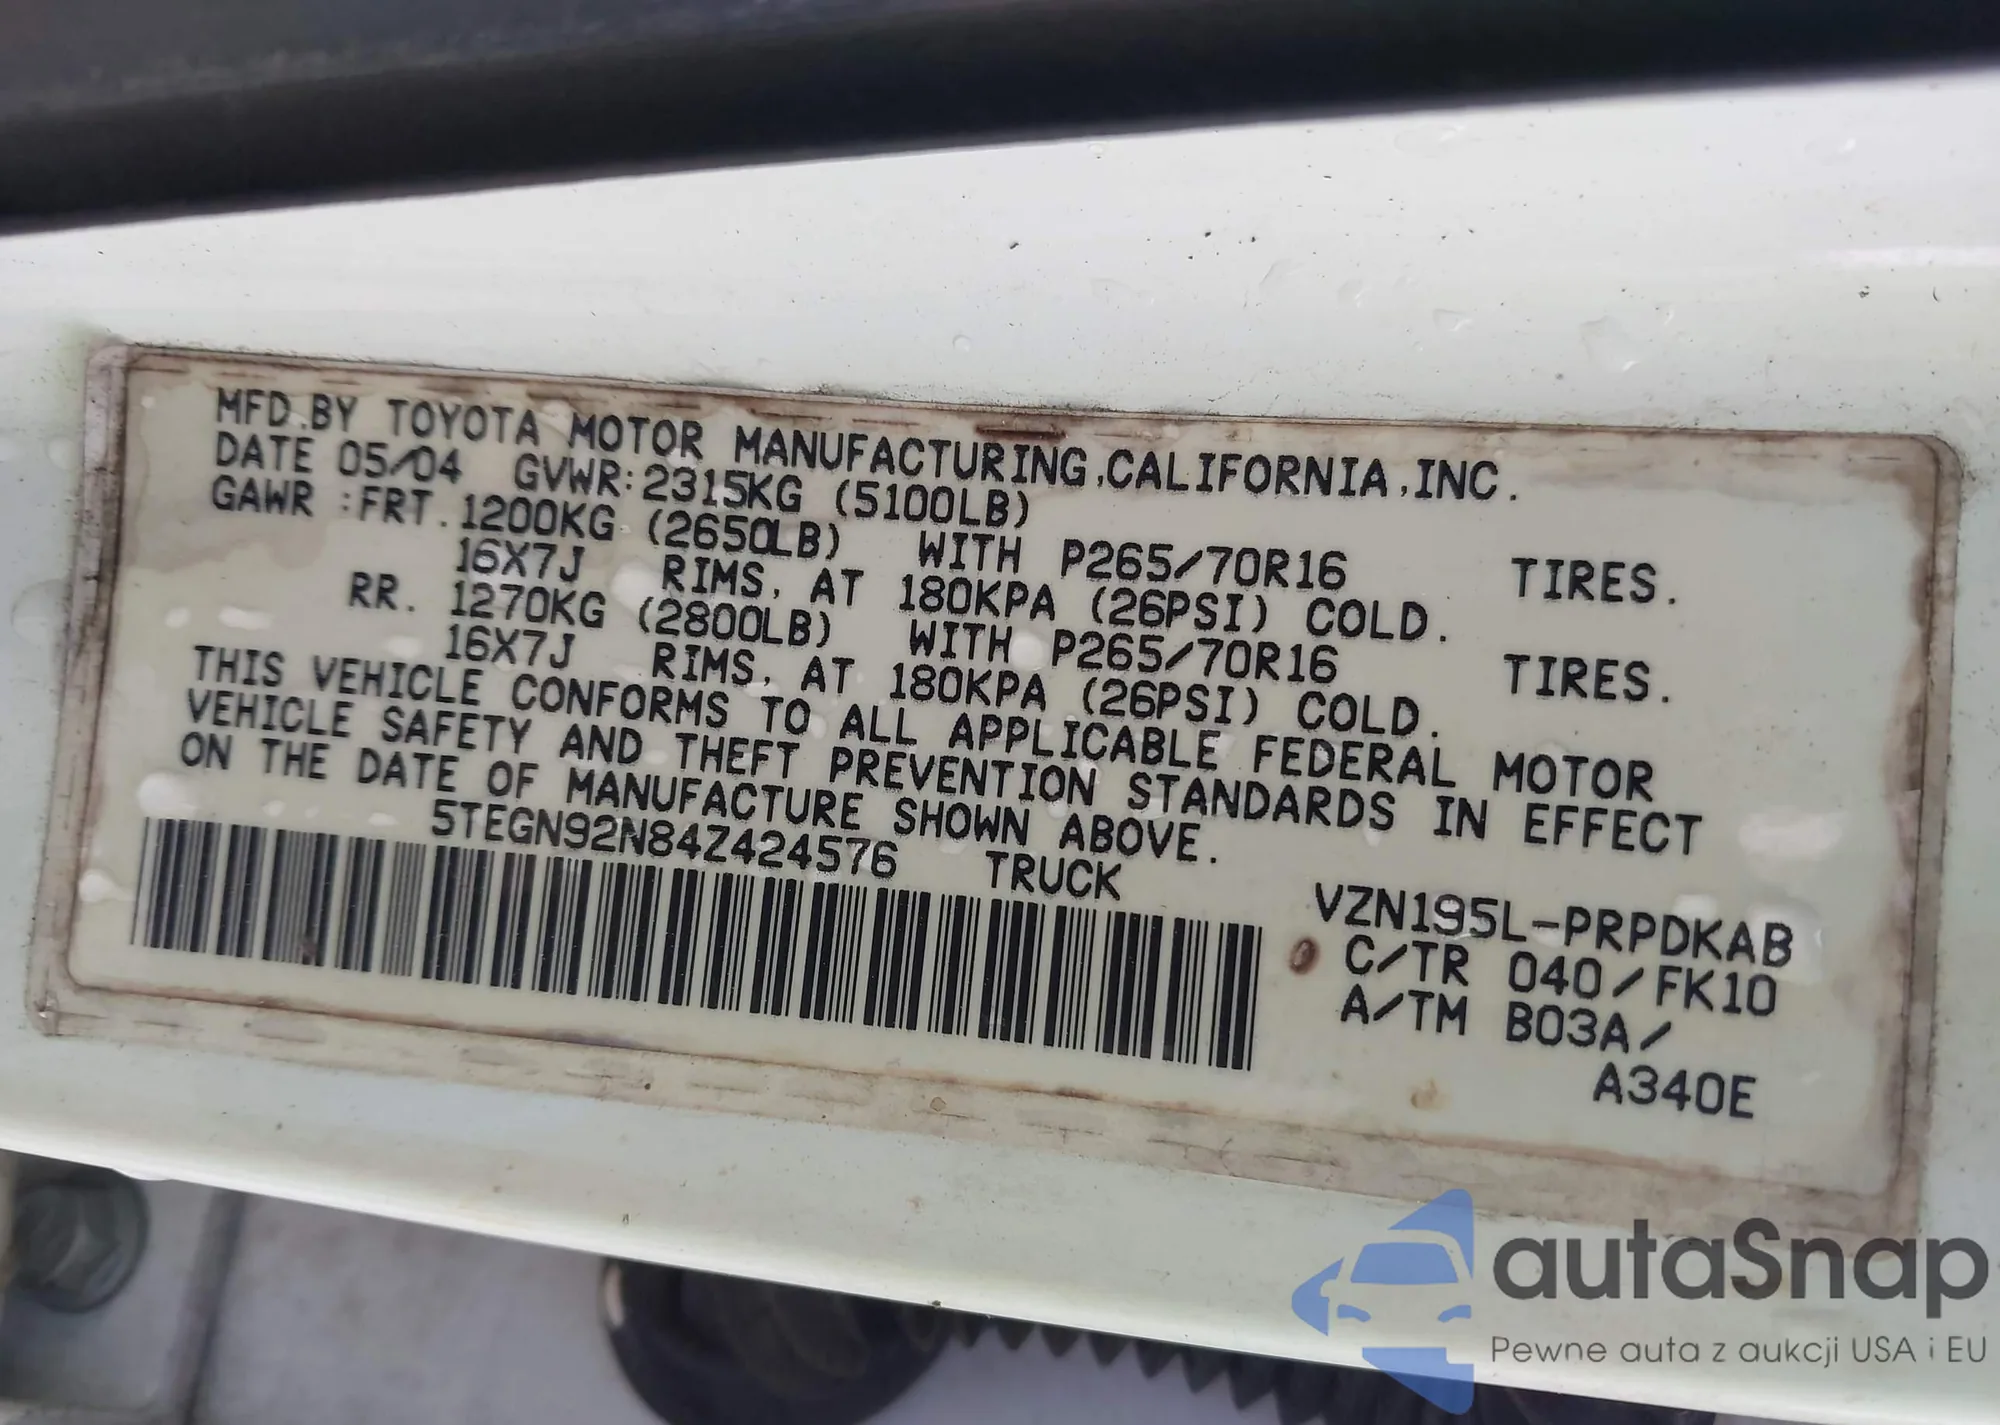 MFD.BY TOYOTA MOTOR MANUFACTURING,CALIFORNIA,INC.
DATE 05/04 GVWR:2315KG (5100LB)
GAWR :FRT. 1200KG (2650LB) WITH P265/70R16 TIRES.
16X7J RIMS, AT 180KPA (26PSI) COLD.
RR. 1270KG (2800LB) WITH P265/70R16 TIRES.
16X7J RIMS, AT 180KPA (26PSI) COLD.
THIS VEHICLE CONFORMS TO ALL APPLICABLE FEDERAL MOTOR
VEHICLE SAFETY AND THEFT PREVENTION STANDARDS IN EFFECT
ON THE DATE OF MANUFACTURE SHOWN ABOVE.
5TEGN92N84Z424576 TRUCK
VZN195L-PRPDKAB
C/TR 040/FK10
A/TM B03A/
A340E
autaSnap
Pewne auta z aukcji USA i EU